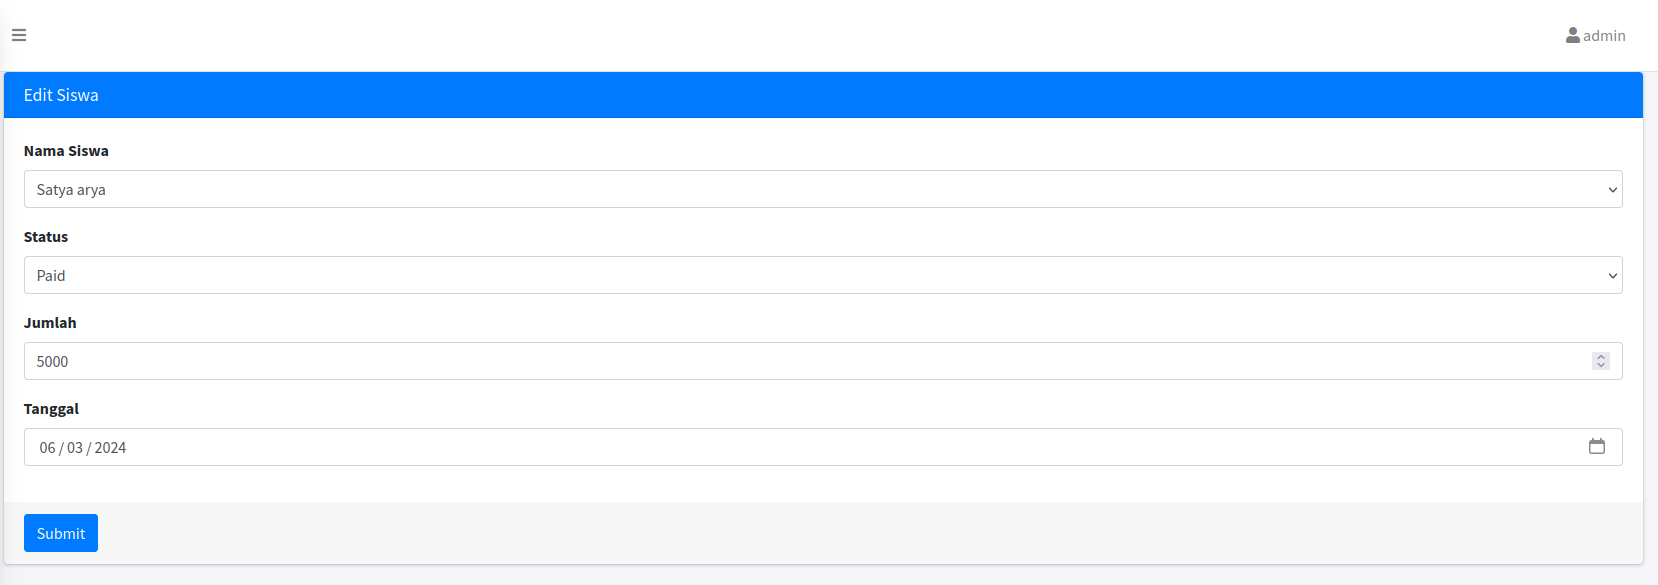 admin
Edit Siswa
Nama Siswa
Satya arya
Status
Paid
Jumlah
5000
Tanggal
06 / 03 / 2024
Submit